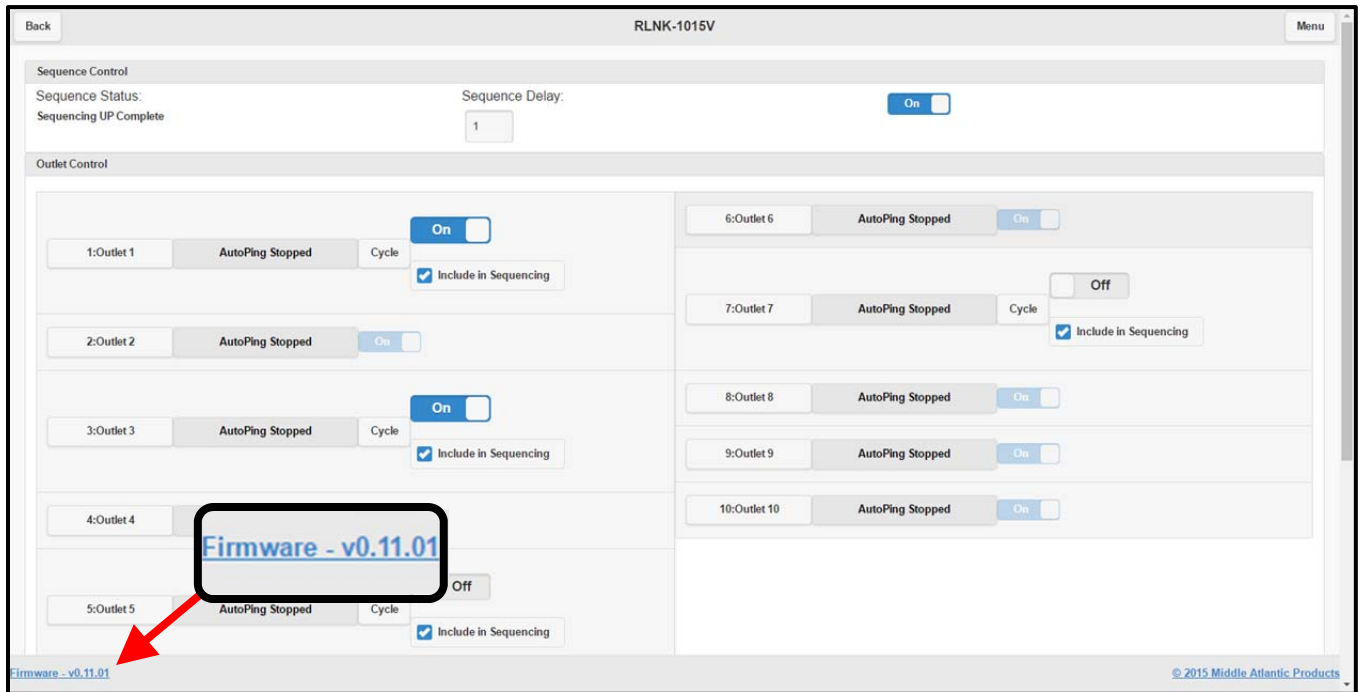 Back
RLNK-1015V
Menu
Sequence Control
Sequence Status:
Sequencing UP Complete
Sequence Delay:
1
On
Outlet Control
1:Outlet 1 AutoPing Stopped Cycle On
Include in Sequencing
2:Outlet 2 AutoPing Stopped On
3:Outlet 3 AutoPing Stopped Cycle On
Include in Sequencing
4:Outlet 4
5:Outlet 5 AutoPing Stopped Cycle Off
Include in Sequencing
6:Outlet 6 AutoPing Stopped On
7:Outlet 7 AutoPing Stopped Cycle Off
Include in Sequencing
8:Outlet 8 AutoPing Stopped On
9:Outlet 9 AutoPing Stopped On
10:Outlet 10 AutoPing Stopped On
Firmware - v0.11.01
Firmware - v0.11.01
© 2015 Middle Atlantic Products